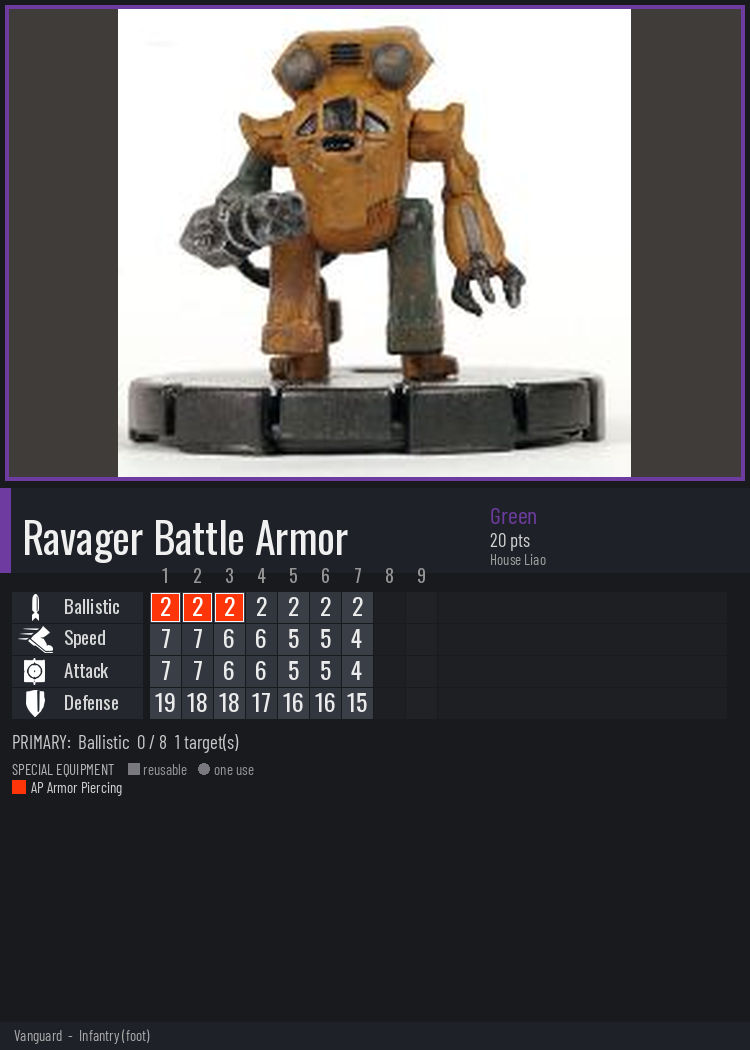 Ravager Battle Armor
Green
20 pts
House Liao
1 2 3 4 5 6 7 8 9
Ballistic 2 2 2 2 2 2 2
Speed 7 7 6 6 5 5 4
Attack 7 7 6 6 5 5 4
Defense 19 18 18 17 16 16 15
PRIMARY: Ballistic 0 / 8 1 target(s)
SPECIAL EQUIPMENT reusable one use
AP Armor Piercing
Vanguard - Infantry (foot)